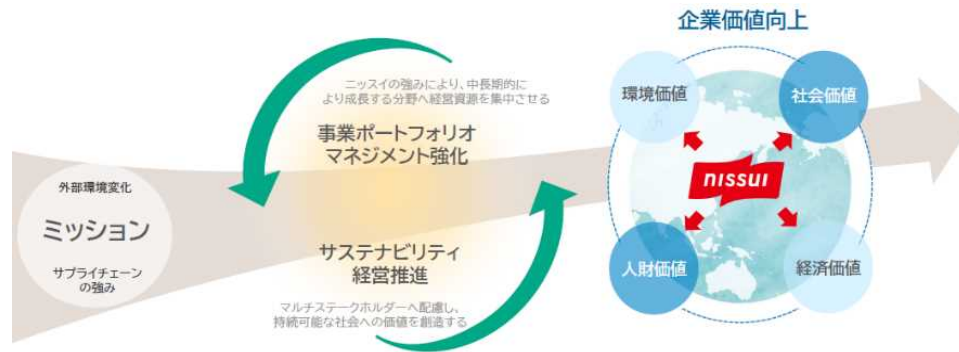 企業価値向上
ニッスイの強みにより、中長期的に
より成長する分野へ経営資源を集中させる
事業ポートフォリオ
マネジメント強化
外部環境変化
ミッション
サプライチェーン
の強み
サステナビリティ
経営推進
マルチステークホルダーへ配慮し、
持続可能な社会への価値を創造する
環境価値
社会価値
nissui
人財価値
経済価値